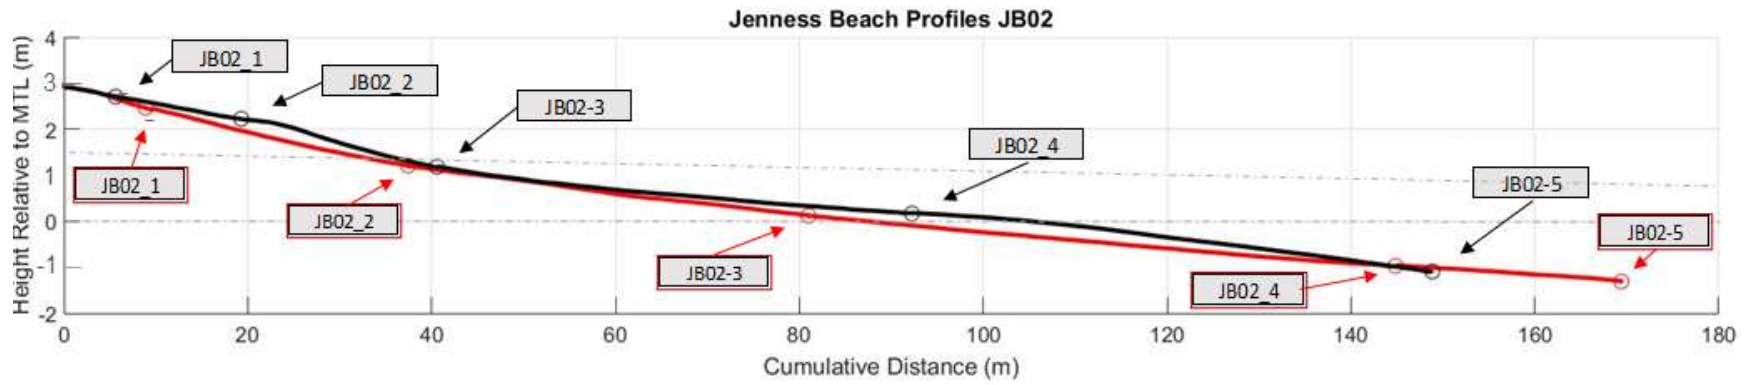 Jenness Beach Profiles JB02
Height Relative to MTL (m)
4
3
2
1
0
-1
-2
JB02_1
JB02_2
JB02-3
JB02_4
JB02-5
JB02_1
JB02_2
JB02-3
JB02_4
JB02-5
0
20
40
60
80
100
120
140
160
180
Cumulative Distance (m)